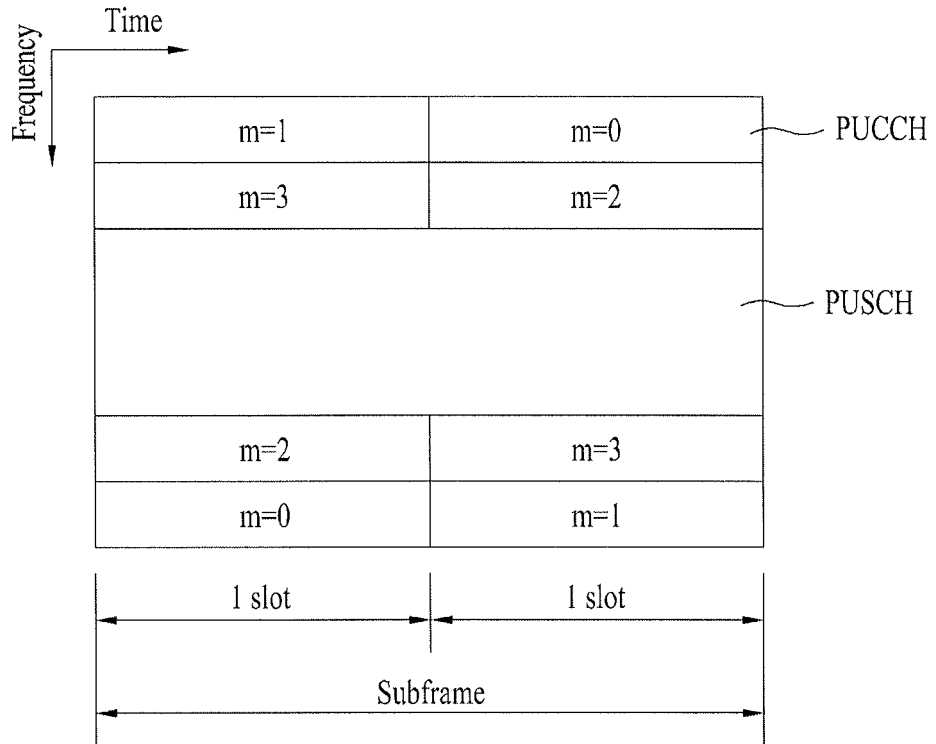 Time
Frequency
m=1 m=0 PUCCH
m=3 m=2
PUSCH
m=2 m=3
m=0 m=1
1 slot 1 slot
Subframe